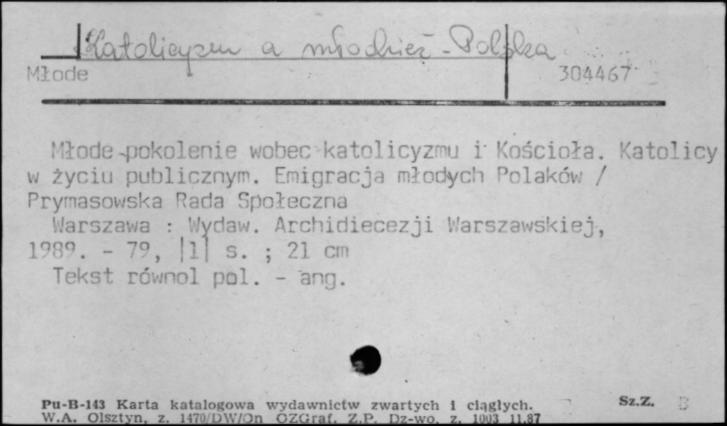 Katolicyzm a młodzież - Polska
Młode 304467
Młode pokolenie wobec katolicyzmu i Kościoła. Katolicy
w życiu publicznym. Emigracja młodych Polaków /
Prymasowska Rada Społeczna
Warszawa : Wydaw. Archidiecezji Warszawskiej,
1989. - 79, |1| s. ; 21 cm
Tekst równol pol. - ang.
Pu-B-143 Karta katalogowa wydawnictw zwartych i ciągłych. Sz.Z. B
W.A. Olsztyn, z. 1470/DW/On OZGraf. Z.P. Dz-wo, z. 1003 11.87